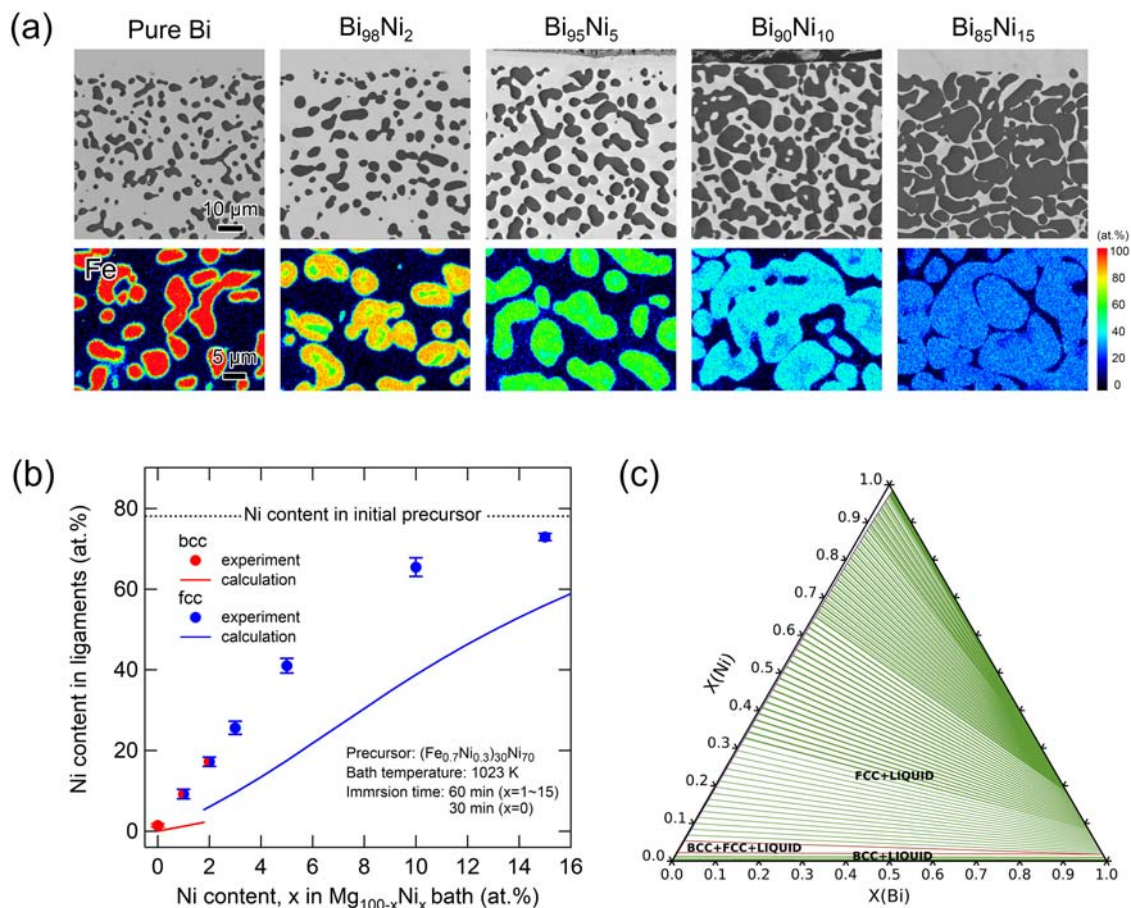 (a)
Pure Bi
Bi₉₈Ni₂
Bi₉₅Ni₅
Bi₉₀Ni₁₀
Bi₈₅Ni₁₅
10 μm
Fe
5 μm
(at.%)
100
80
60
40
20
0
(b)
Ni content in ligaments (at.%)
80
60
40
20
0
Ni content in initial precursor
bcc
experiment
calculation
fcc
experiment
calculation
Precursor: (Fe₀.₇Ni₀.₃)₃₀Ni₇₀
Bath temperature: 1023 K
Immrsion time: 60 min (x=1~15)
30 min (x=0)
0 2 4 6 8 10 12 14 16
Ni content, x in Mg₁₀₀₋ₓNiₓ bath (at.%)
(c)
1.0
0.9
0.8
0.7
0.6
0.5
0.4
0.3
0.2
0.1
0.0
X(Ni)
FCC+LIQUID
BCC+FCC+LIQUID
BCC+LIQUID
0.0 0.1 0.2 0.3 0.4 0.5 0.6 0.7 0.8 0.9 1.0
X(Bi)